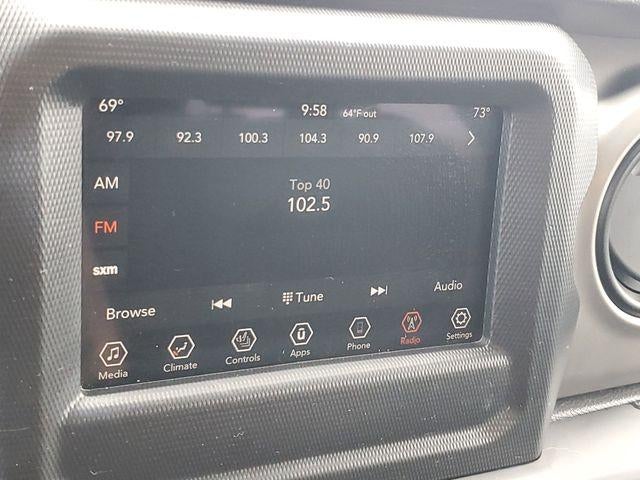 69° 9:58 64°F out 73°
97.9 92.3 100.3 104.3 90.9 107.9
AM
Top 40
FM
102.5
sxm
Browse Tune Audio
Media Climate Controls Apps Phone Radio Settings